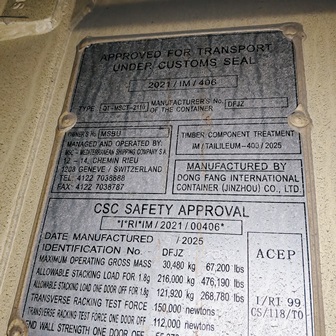 APPROVED FOR TRANSPORT
UNDER CUSTOMS SEAL
2021 / IM / 406
TYPE
MANUFACTURER'S No. OF THE CONTAINER DFJZ
OWNER'S No. MSBU
MANAGED AND OPERATED BY:
MSC - MEDITERRANEAN SHIPPING COMPANY S.A.
12 - 14, CHEMIN RIEU
1208 GENEVE / SWITZERLAND
TEL: 4122 7038888
FAX: 4122 7038787
TIMBER COMPONENT TREATMENT
IM / TAILILEUM-403 / 2025
MANUFACTURED BY
DONG FANG INTERNATIONAL
CONTAINER (JINZHOU) CO., LTD.
CSC SAFETY APPROVAL
*I*RI*IM / 2021 / 00406*
DATE MANUFACTURED / 2025
IDENTIFICATION No. DFJZ
MAXIMUM OPERATING GROSS MASS 30,480 kg 67,200 lbs
ALLOWABLE STACKING LOAD FOR 1.8g 216,000 kg 476,190 lbs
ALLOWABLE STACKING LOAD ONE DOOR OFF FOR 1.8g 121,920 kg 268,780 lbs
TRANSVERSE RACKING TEST FORCE 150,000 newtons
TRANSVERSE RACKING TEST FORCE ONE DOOR OFF 112,000 newtons
END WALL STRENGTH ONE DOOR OFF
ACEP
I/RI 99
CS/118/TO